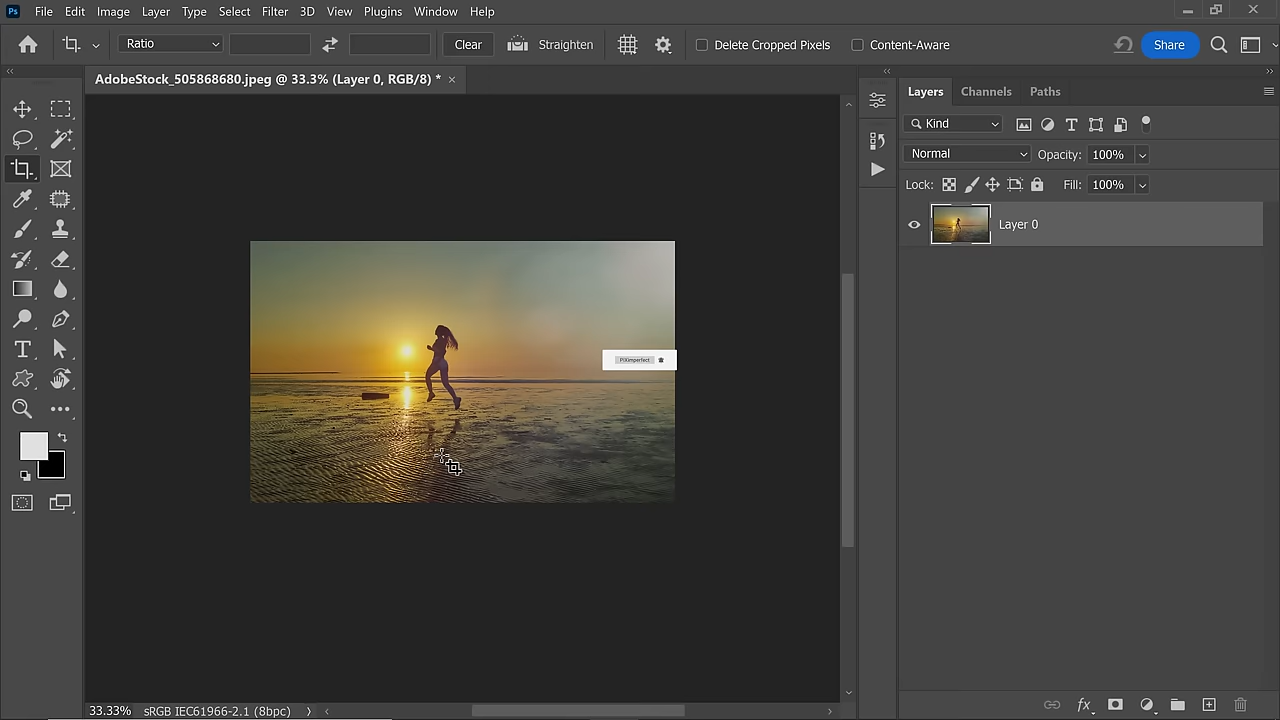 Ps File Edit Image Layer Type Select Filter 3D View Plugins Window Help
Ratio Clear Straighten Delete Cropped Pixels Content-Aware Share
AdobeStock_505868680.jpeg @ 33.3% (Layer 0, RGB/8) *
Layers Channels Paths
Kind
Normal Opacity: 100%
Lock: Fill: 100%
Layer 0
PiXimperfect
33.33% sRGB IEC61966-2.1 (8bpc)